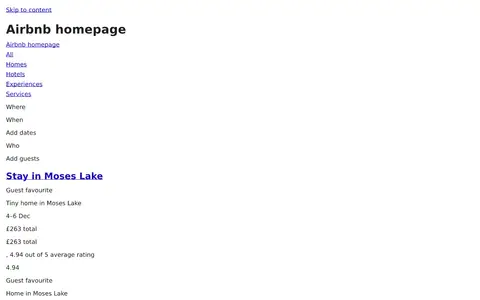 Skip to content
Airbnb homepage
Airbnb homepage
All
Homes
Hotels
Experiences
Services
Where
When
Add dates
Who
Add guests
Stay in Moses Lake
Guest favourite
Tiny home in Moses Lake
4–6 Dec
£263 total
£263 total
, 4.94 out of 5 average rating
4.94
Guest favourite
Home in Moses Lake